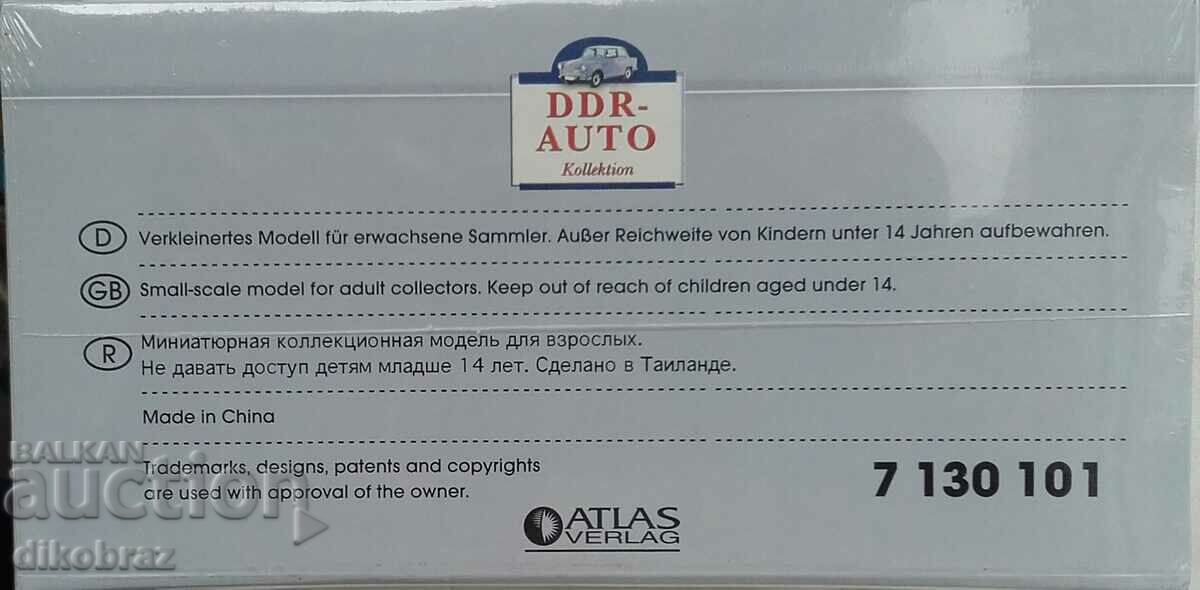 DDR-
AUTO
Kollektion
D Verkleinertes Modell für erwachsene Sammler. Außer Reichweite von Kindern unter 14 Jahren aufbewahren.
GB Small-scale model for adult collectors. Keep out of reach of children aged under 14.
R Миниатюрная коллекционная модель для взрослых.
Не давать доступ детям младше 14 лет. Сделано в Таиланде.
Made in China
Trademarks, designs, patents and copyrights
are used with approval of the owner.
7 130 101
ATLAS
VERLAG
BALKAN
auction
dikobraz